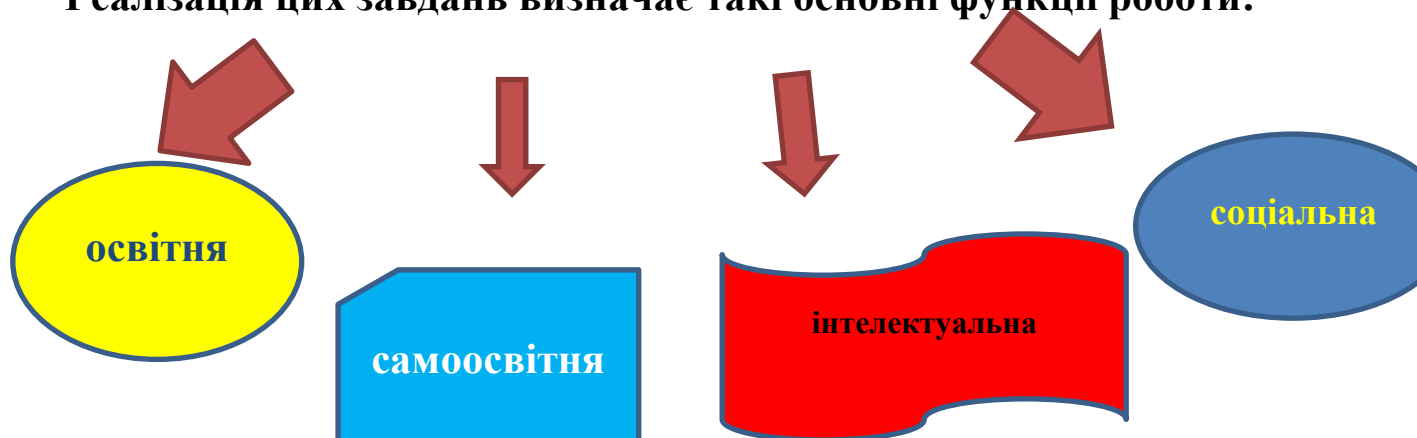 Реалізація цих завдань визначає такі основні функції роботи:
освітня
самоосвітня
інтелектуальна
соціальна